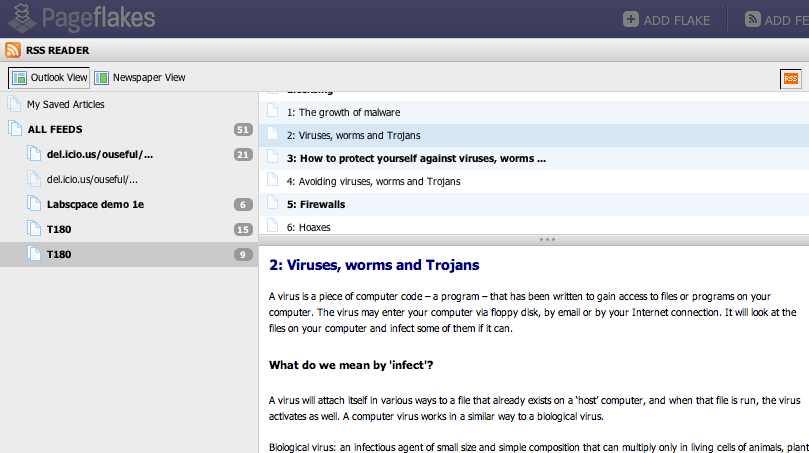 Pageflakes
ADD FLAKE
ADD FE
RSS READER
Outlook View
Newspaper View
RSS
My Saved Articles
ALL FEEDS 51
del.icio.us/ouseful/... 21
del.icio.us/ouseful/...
Labscpace demo 1e 6
T180 15
T180 9
1: The growth of malware
2: Viruses, worms and Trojans
3: How to protect yourself against viruses, worms ...
4: Avoiding viruses, worms and Trojans
5: Firewalls
6: Hoaxes
2: Viruses, worms and Trojans
A virus is a piece of computer code – a program – that has been written to gain access to files or programs on your
computer. The virus may enter your computer via floppy disk, by email or by your Internet connection. It will look at the
files on your computer and infect some of them if it can.
What do we mean by 'infect'?
A virus will attach itself in various ways to a file that already exists on a ‘host’ computer, and when that file is run, the virus
activates as well. A computer virus works in a similar way to a biological virus.
Biological virus: an infectious agent of small size and simple composition that can multiply only in living cells of animals, plant